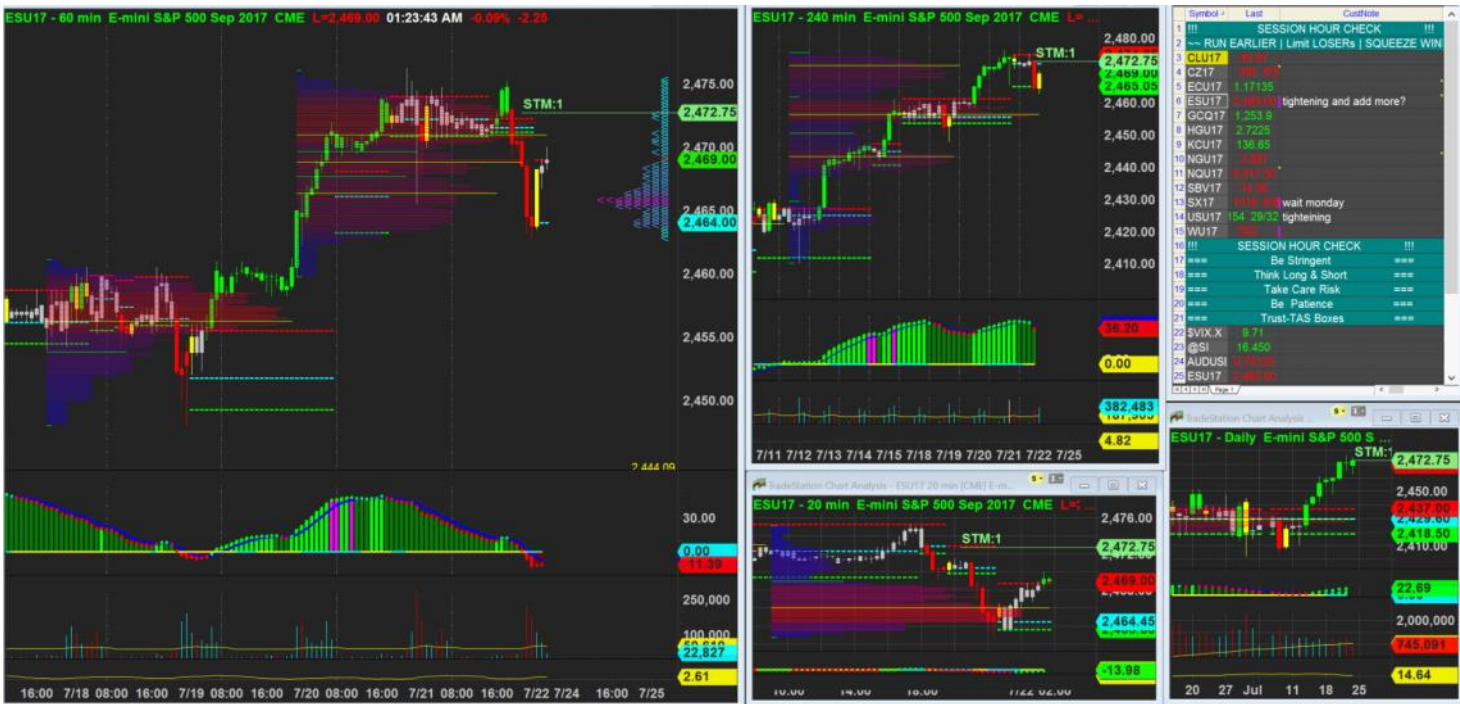 ESU17 - 60 min E-mini S&P 500 Sep 2017 CME L=2,469.00 01:23:43 AM -0.09% -2.25
STM:1
2,475.00
2,472.75
2,470.00
2,469.00
2,465.00
2,464.00
2,460.00
2,455.00
2,450.00
2,444.09
30.00
0.00
-11.39
250,000
100,000
22,827
2.61
16:00 7/18 08:00 16:00 7/19 08:00 16:00 7/20 08:00 16:00 7/21 08:00 16:00 7/22 7/24 16:00 7/25
ESU17 - 240 min E-mini S&P 500 Sep 2017 CME L= ...
STM:1
2,480.00
2,472.75
2,469.00
2,465.05
2,460.00
2,450.00
2,440.00
2,430.00
2,420.00
2,410.00
36.20
0.00
382,483
4.82
7/11 7/12 7/13 7/14 7/15 7/18 7/19 7/20 7/21 7/22 7/25
TradeStation Chart Analysis - ESU17 20 min [CME] E-m...
ESU17 - 20 min E-mini S&P 500 Sep 2017 CME L=: ...
STM:1
2,476.00
2,472.75
2,469.00
2,464.45
-13.98
10:00 14:00 18:00 7/22 02:00
Symbol Last CustNote
1 !!! SESSION HOUR CHECK !!!
2 ~~ RUN EARLIER | Limit LOSERs | SQUEEZE WIN
3 CLU17
4 CZ17
5 ECU17 1.17135
6 ESU17 tightening and add more?
7 GCQ17 1,253.9
8 HGU17 2.7225
9 KCU17 136.65
10 NGU17
11 NQU17
12 SBV17
13 SX17 wait monday
14 USU17 154 29/32 tighteining
15 WU17
16 !!! SESSION HOUR CHECK !!!
17 === Be Stringent ===
18 === Think Long & Short ===
19 === Take Care Risk ===
20 === Be Patience ===
21 === Trust-TAS Boxes ===
22 $VIX.X 9.71
23 @SI 16.450
24 AUDUSI
25 ESU17
Page 1
TradeStation Chart Analysis ...
ESU17 - Daily E-mini S&P 500 S ...
STM:1
2,472.75
2,450.00
2,437.00
2,429.60
2,418.50
2,410.00
22.69
2,000,000
745,091
14.64
20 27 Jul 11 18 25